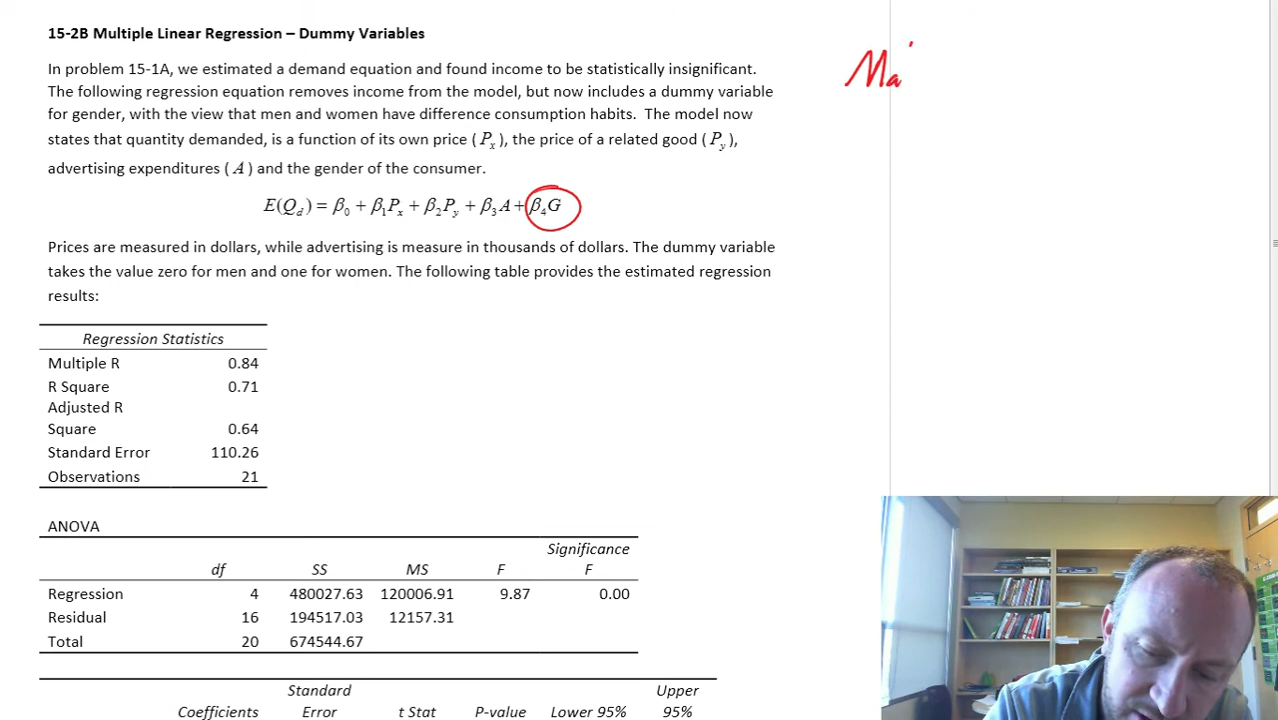 15-2B Multiple Linear Regression – Dummy Variables
In problem 15-1A, we estimated a demand equation and found income to be statistically insignificant.
The following regression equation removes income from the model, but now includes a dummy variable
for gender, with the view that men and women have difference consumption habits. The model now
states that quantity demanded, is a function of its own price (Pₓ), the price of a related good (P_y),
advertising expenditures (A) and the gender of the consumer.
E(Q_d) = β₀ + β₁Pₓ + β₂P_y + β₃A + β₄G
Prices are measured in dollars, while advertising is measure in thousands of dollars. The dummy variable
takes the value zero for men and one for women. The following table provides the estimated regression
results:
Regression Statistics
Multiple R 0.84
R Square 0.71
Adjusted R
Square 0.64
Standard Error 110.26
Observations 21
ANOVA
Significance
df SS MS F F
Regression 4 480027.63 120006.91 9.87 0.00
Residual 16 194517.03 12157.31
Total 20 674544.67
Standard Upper
Coefficients Error t Stat P-value Lower 95% 95%
Ma